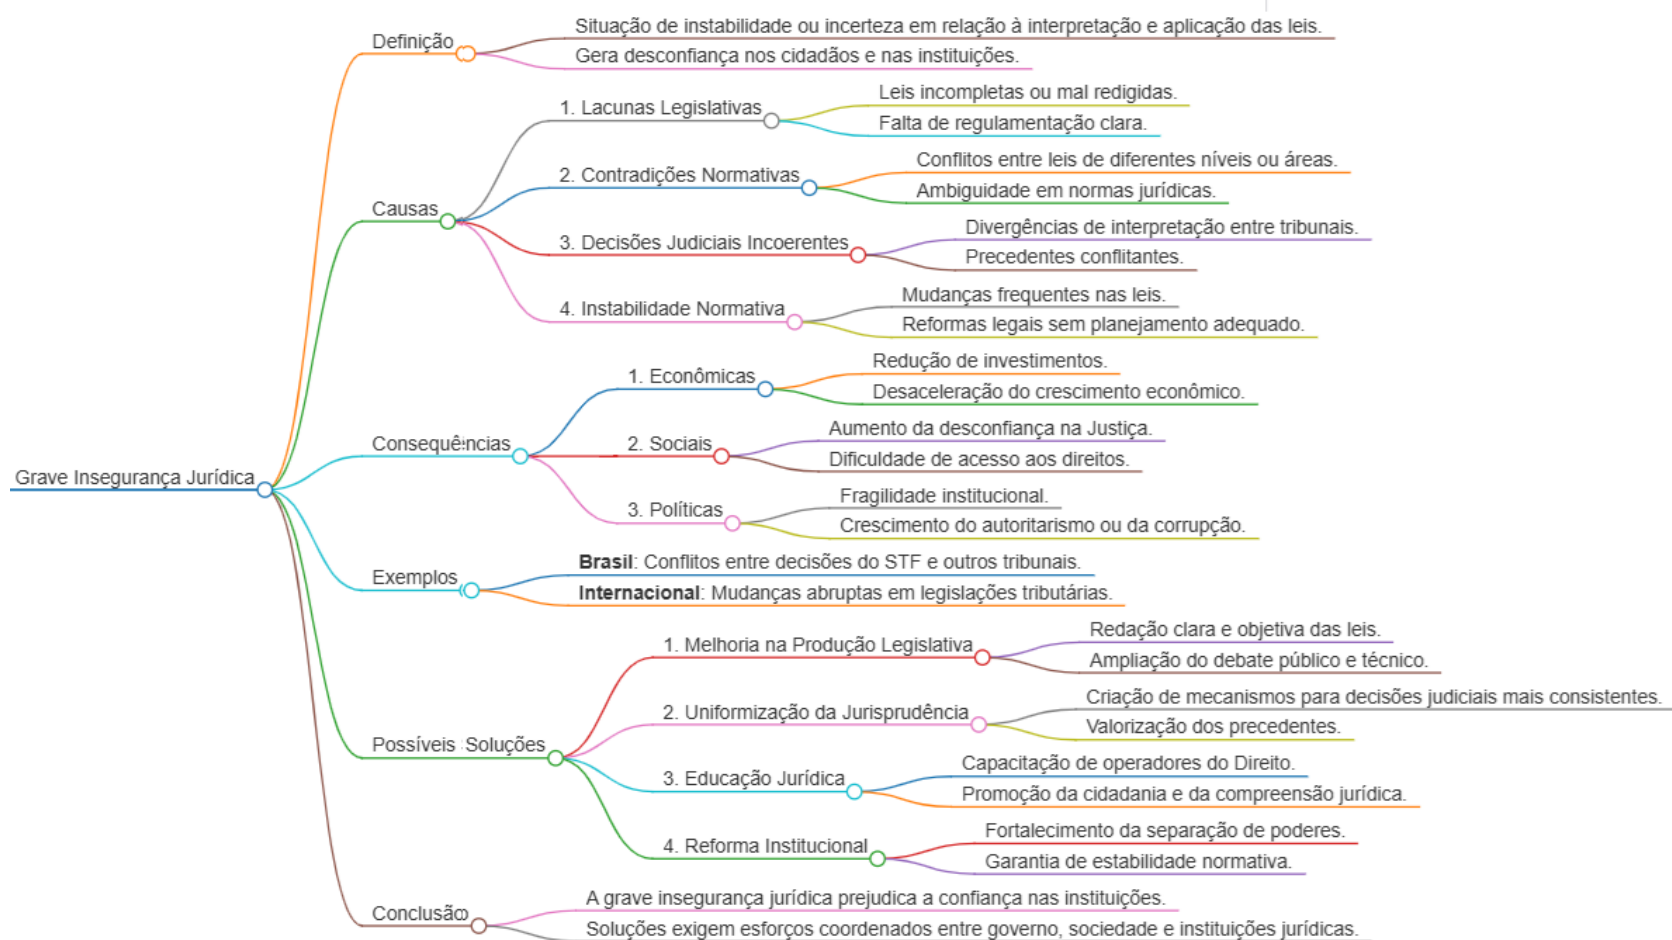 Grave Insegurança Jurídica
Definição
Situação de instabilidade ou incerteza em relação à interpretação e aplicação das leis.
Gera desconfiança nos cidadãos e nas instituições.
Causas
1. Lacunas Legislativas
Leis incompletas ou mal redigidas.
Falta de regulamentação clara.
2. Contradições Normativas
Conflitos entre leis de diferentes níveis ou áreas.
Ambiguidade em normas jurídicas.
3. Decisões Judiciais Incoerentes
Divergências de interpretação entre tribunais.
Precedentes conflitantes.
4. Instabilidade Normativa
Mudanças frequentes nas leis.
Reformas legais sem planejamento adequado.
Consequências
1. Econômicas
Redução de investimentos.
Desaceleração do crescimento econômico.
2. Sociais
Aumento da desconfiança na Justiça.
Dificuldade de acesso aos direitos.
3. Políticas
Fragilidade institucional.
Crescimento do autoritarismo ou da corrupção.
Exemplos
Brasil: Conflitos entre decisões do STF e outros tribunais.
Internacional: Mudanças abruptas em legislações tributárias.
Possíveis Soluções
1. Melhoria na Produção Legislativa
Redação clara e objetiva das leis.
Ampliação do debate público e técnico.
2. Uniformização da Jurisprudência
Criação de mecanismos para decisões judiciais mais consistentes.
Valorização dos precedentes.
3. Educação Jurídica
Capacitação de operadores do Direito.
Promoção da cidadania e da compreensão jurídica.
4. Reforma Institucional
Fortalecimento da separação de poderes.
Garantia de estabilidade normativa.
Conclusão
A grave insegurança jurídica prejudica a confiança nas instituições.
Soluções exigem esforços coordenados entre governo, sociedade e instituições jurídicas.